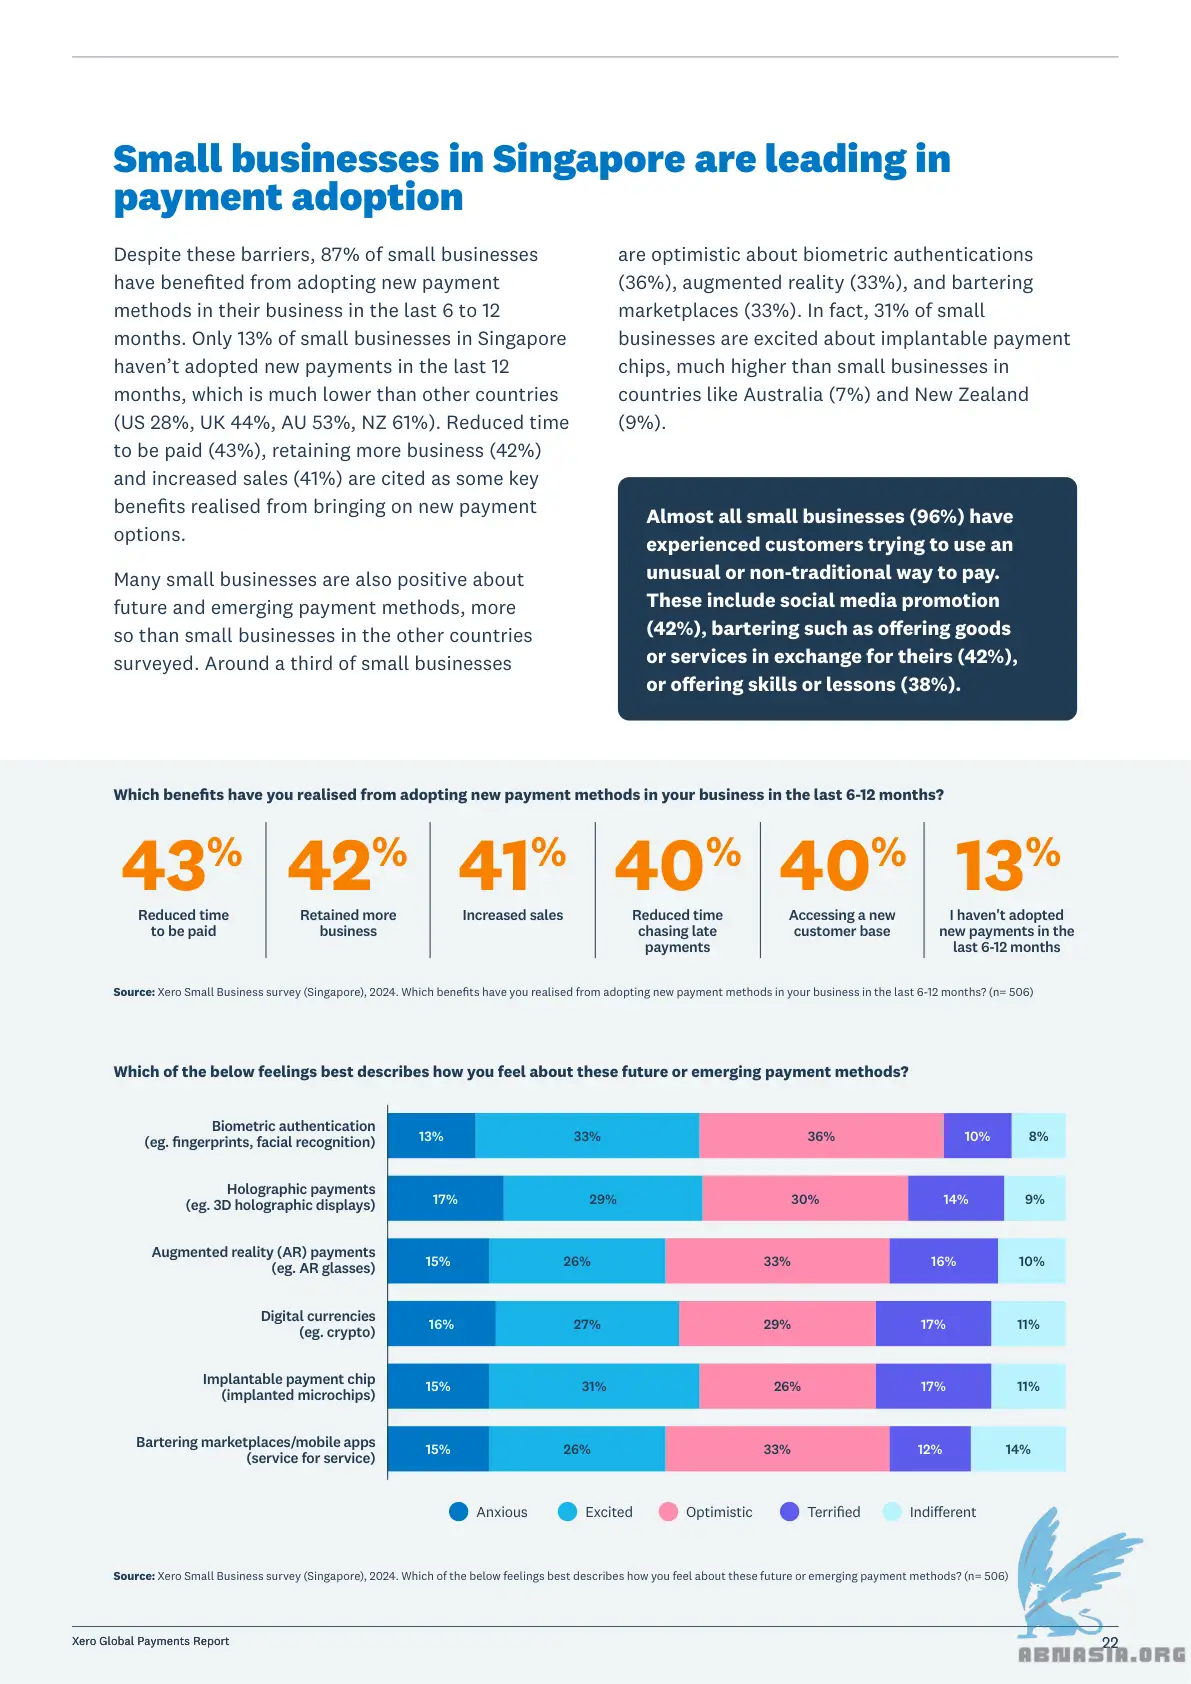 Small businesses in Singapore are leading in
payment adoption
Despite these barriers, 87% of small businesses
have benefited from adopting new payment
methods in their business in the last 6 to 12
months. Only 13% of small businesses in Singapore
haven't adopted new payments in the last 12
months, which is much lower than other countries
(US 28%, UK 44%, AU 53%, NZ 61%). Reduced time
to be paid (43%), retaining more business (42%)
and increased sales (41%) are cited as some key
benefits realised from bringing on new payment
options.
Many small businesses are also positive about
future and emerging payment methods, more
so than small businesses in the other countries
surveyed. Around a third of small businesses
are optimistic about biometric authentications
(36%), augmented reality (33%), and bartering
marketplaces (33%). In fact, 31% of small
businesses are excited about implantable payment
chips, much higher than small businesses in
countries like Australia (7%) and New Zealand
(9%).
Almost all small businesses (96%) have
experienced customers trying to use an
unusual or non-traditional way to pay.
These include social media promotion
(42%), bartering such as offering goods
or services in exchange for theirs (42%),
or offering skills or lessons (38%).
Which benefits have you realised from adopting new payment methods in your business in the last 6-12 months?
43%
Reduced time
to be paid
42%
Retained more
business
41%
Increased sales
40%
Reduced time
chasing late
payments
40%
Accessing a new
customer base
13%
I haven't adopted
new payments in the
last 6-12 months
Source: Xero Small Business survey (Singapore), 2024. Which benefits have you realised from adopting new payment methods in your business in the last 6-12 months? (n= 506)
Which of the below feelings best describes how you feel about these future or emerging payment methods?
Biometric authentication
(eg. fingerprints, facial recognition)
13% 33% 36% 10% 8%
Holographic payments
(eg. 3D holographic displays)
17% 29% 30% 14% 9%
Augmented reality (AR) payments
(eg. AR glasses)
15% 26% 33% 16% 10%
Digital currencies
(eg. crypto)
16% 27% 29% 17% 11%
Implantable payment chip
(implanted microchips)
15% 31% 26% 17% 11%
Bartering marketplaces/mobile apps
(service for service)
15% 26% 33% 12% 14%
Anxious Excited Optimistic Terrified Indifferent
Source: Xero Small Business survey (Singapore), 2024. Which of the below feelings best describes how you feel about these future or emerging payment methods? (n= 506)
Xero Global Payments Report
22
ABNASIA.ORG